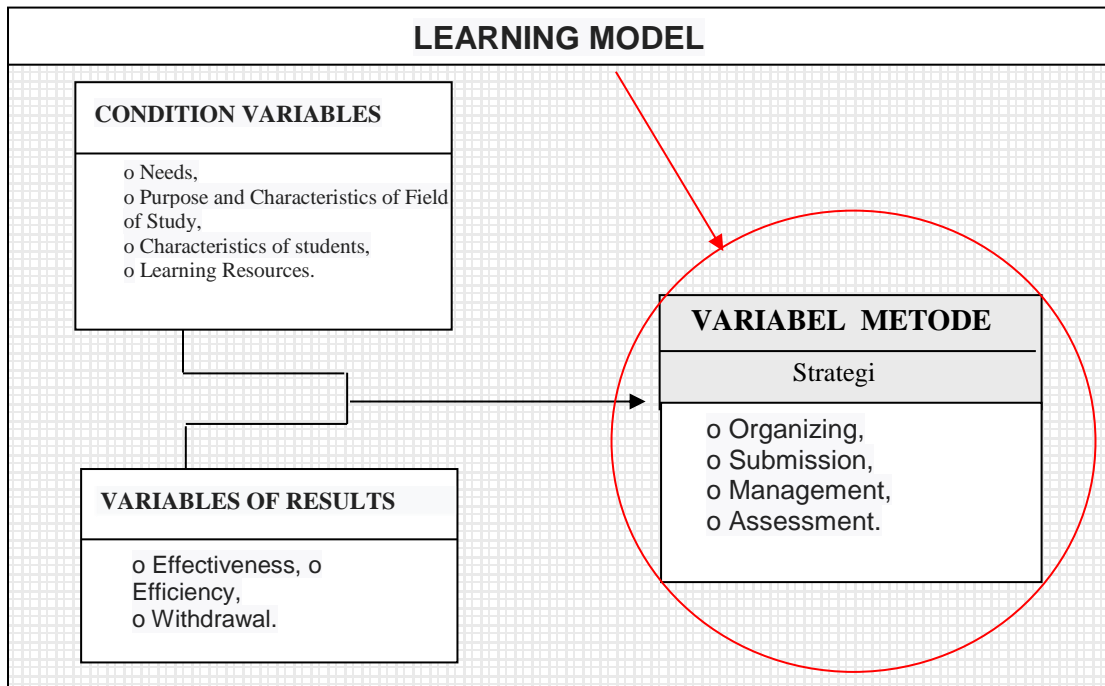 LEARNING MODEL
CONDITION VARIABLES
o Needs,
o Purpose and Characteristics of Field
of Study,
o Characteristics of students,
o Learning Resources.
VARIABEL METODE
Strategi
o Organizing,
o Submission,
o Management,
o Assessment.
VARIABLES OF RESULTS
o Effectiveness, o
Efficiency,
o Withdrawal.